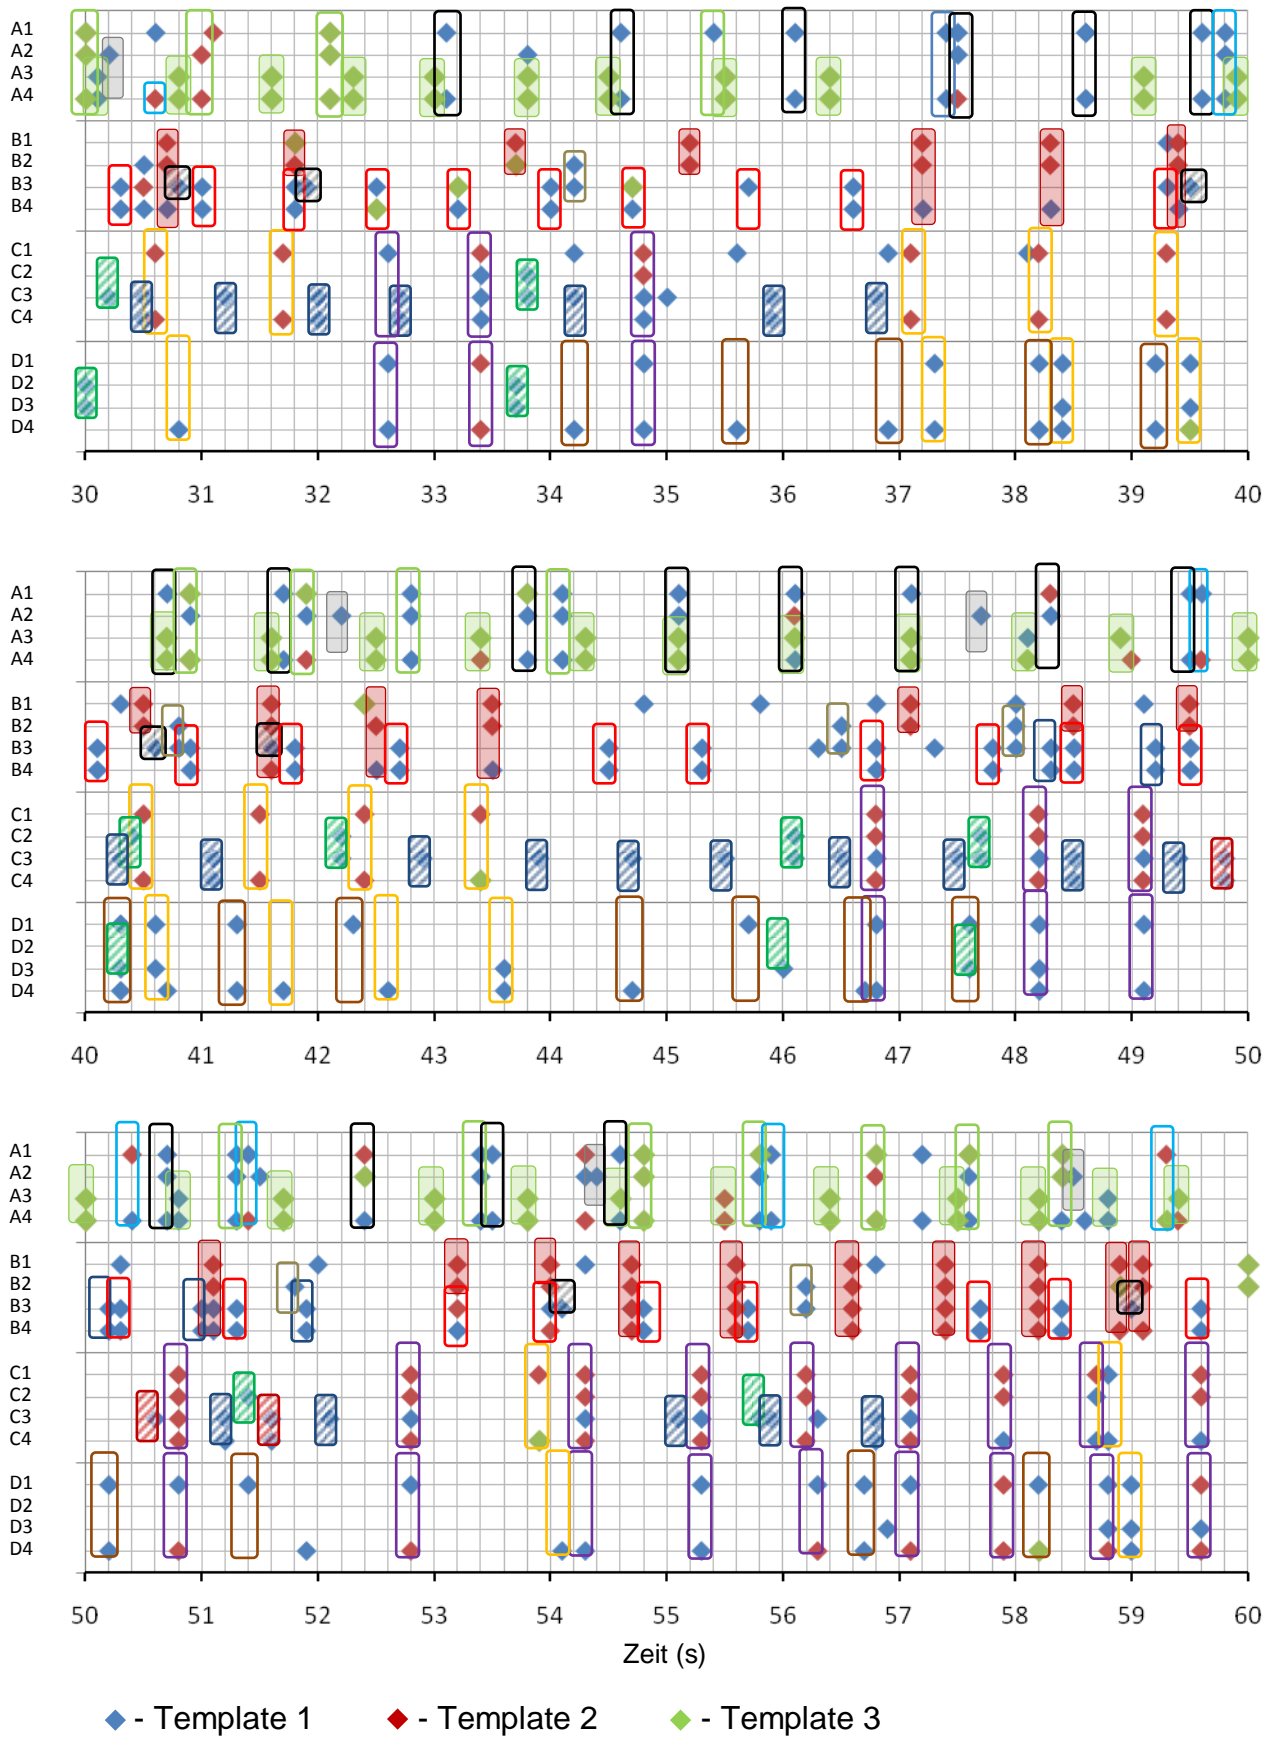 A1
A2
A3
A4
B1
B2
B3
B4
C1
C2
C3
C4
D1
D2
D3
D4
30 31 32 33 34 35 36 37 38 39 40
A1
A2
A3
A4
B1
B2
B3
B4
C1
C2
C3
C4
D1
D2
D3
D4
40 41 42 43 44 45 46 47 48 49 50
A1
A2
A3
A4
B1
B2
B3
B4
C1
C2
C3
C4
D1
D2
D3
D4
50 51 52 53 54 55 56 57 58 59 60
Zeit (s)
- Template 1 - Template 2 - Template 3